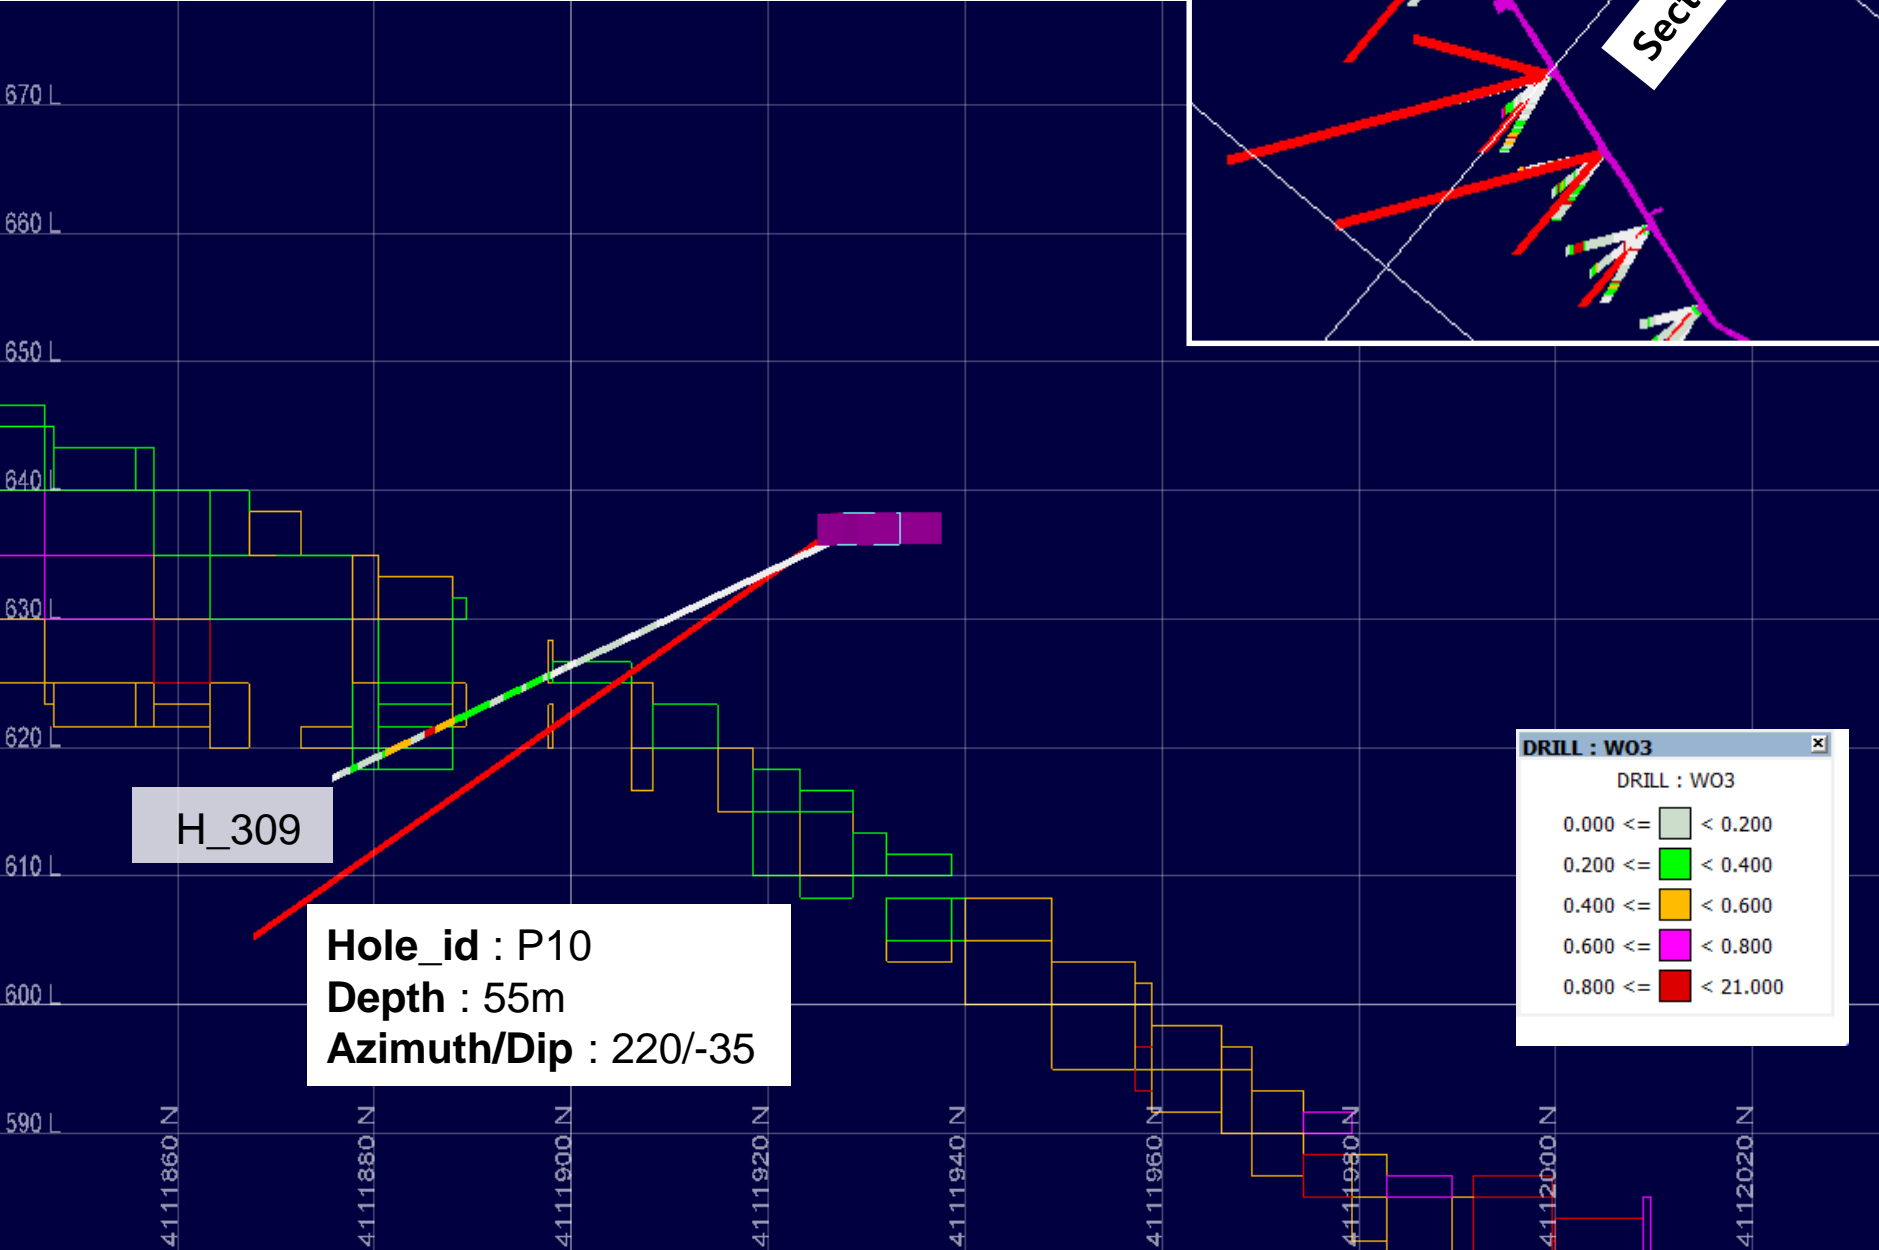 Sect
670 L
660 L
650 L
640 L
630 L
620 L
610 L
600 L
590 L
H_309
Hole_id : P10
Depth : 55m
Azimuth/Dip : 220/-35
DRILL : WO3
DRILL : WO3
0.000 <= < 0.200
0.200 <= < 0.400
0.400 <= < 0.600
0.600 <= < 0.800
0.800 <= < 21.000
4111860 N
4111880 N
4111900 N
4111920 N
4111940 N
4111960 N
4111980 N
4112000 N
4112020 N